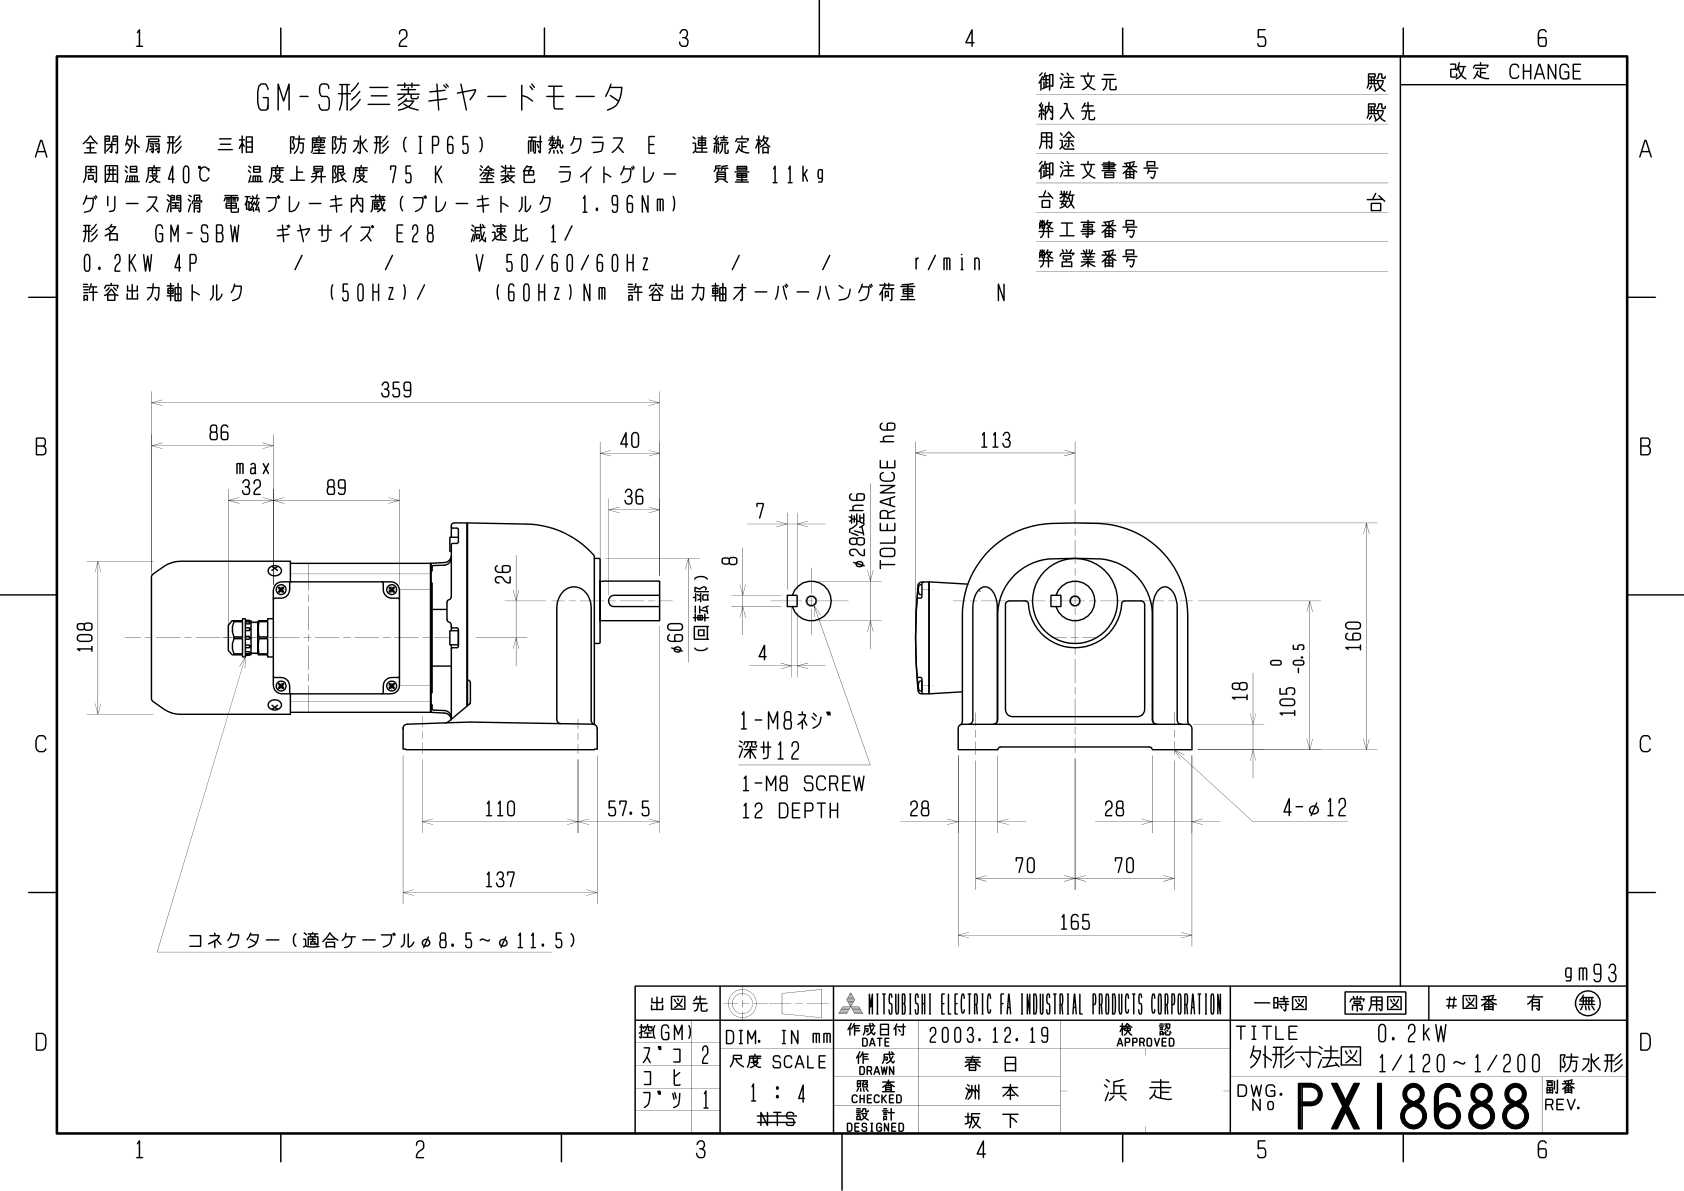 1 2 3 4 5 6
改定 CHANGE
GM-S形三菱ギヤードモータ
全閉外扇形 三相 防塵防水形(IP65) 耐熱クラス E 連続定格
周囲温度40℃ 温度上昇限度 75 K 塗装色 ライトグレー 質量 11kg
グリース潤滑 電磁ブレーキ内蔵(ブレーキトルク 1.96Nm)
形名 GM-SBW ギヤサイズ E28 減速比 1/
0.2KW 4P / / V 50/60/60Hz / / r/min
許容出力軸トルク (50Hz)/ (60Hz)Nm 許容出力軸オーバーハング荷重 N
御注文元 殿
納入先 殿
用途
御注文書番号
台数 台
弊工事番号
弊営業番号
A A
B B
C C
D D
359
86
40
max
32
89
36
26
108
φ60
(回転部)
110
57.5
137
コネクター(適合ケーブルφ8.5~φ11.5)
7
8
4
φ28公差h6
TOLERANCE h6
1-M8ネジ
深サ12
1-M8 SCREW
12 DEPTH
113
160
18
105 0 -0.5
28
28
4-φ12
70
70
165
gm93
出図先
控(GM)
ズコ 2
コヒ
ブツ 1
DIM. IN mm
尺度 SCALE
1 : 4
NTS
MITSUBISHI ELECTRIC FA INDUSTRIAL PRODUCTS CORPORATION
作成日付
DATE
2003.12.19
検 認
APPROVED
作 成
DRAWN
春 日
照 査
CHECKED
洲 本
浜 走
設 計
DESIGNED
坂 下
一時図 常用図 #図番 有 無
TITLE 0.2kW
外形寸法図 1/120~1/200 防水形
DWG.
No
PX18688
副番
REV.
1 2 3 4 5 6